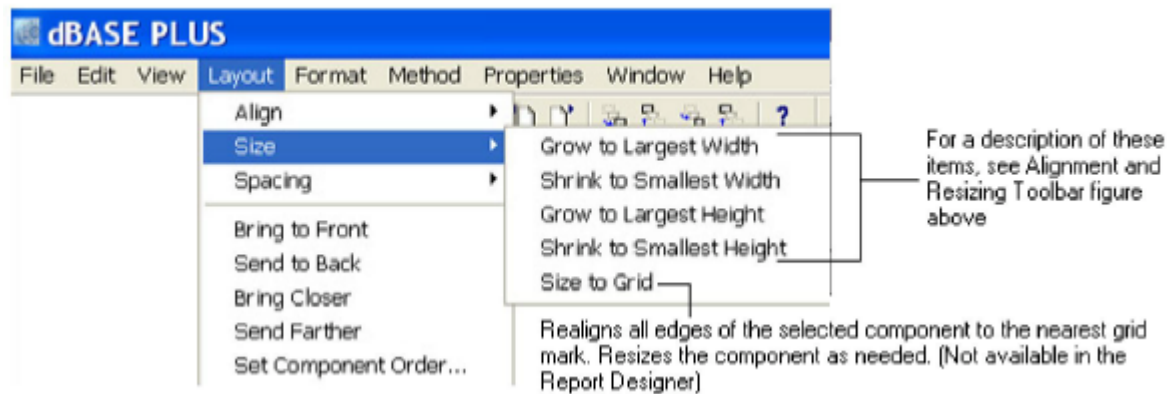 dBASE PLUS
File Edit View Layout Format Method Properties Window Help
Align
Size
Spacing
Bring to Front
Send to Back
Bring Closer
Send Farther
Set Component Order...
?
Grow to Largest Width
Shrink to Smallest Width
Grow to Largest Height
Shrink to Smallest Height
Size to Grid
For a description of these
items, see Alignment and
Resizing Toolbar figure
above
Realigns all edges of the selected component to the nearest grid
mark. Resizes the component as needed. (Not available in the
Report Designer)